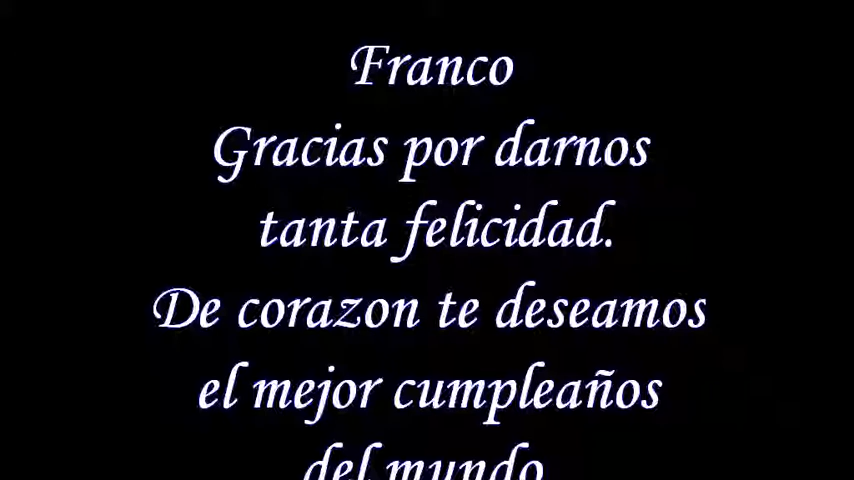 Franco
Gracias por darnos
tanta felicidad.
De corazon te deseamos
el mejor cumpleaños
del mundo